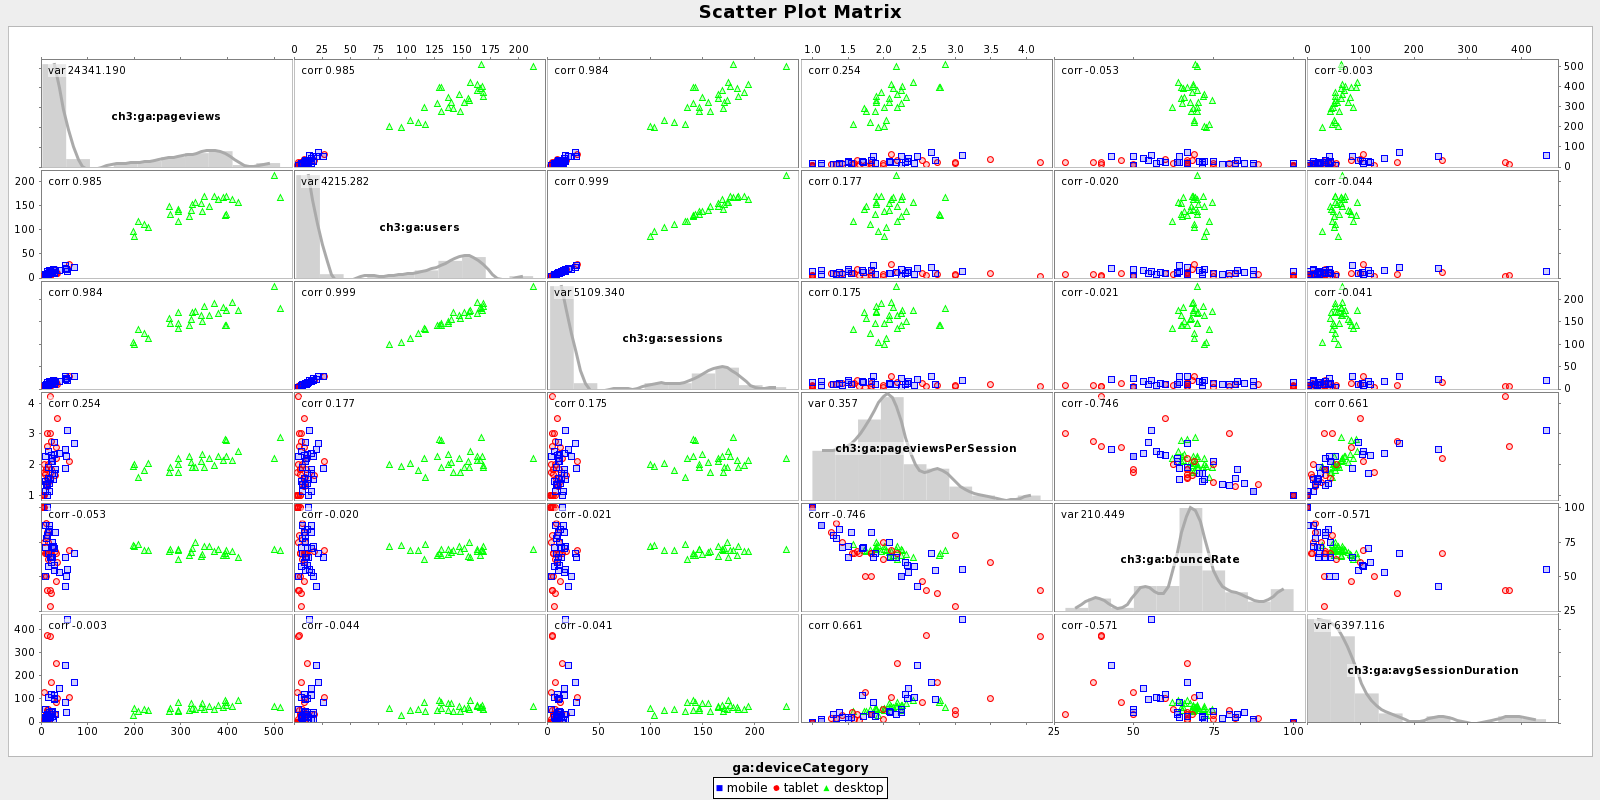 Scatter Plot Matrix
0 25 50 75 100 125 150 175 200
1.0 1.5 2.0 2.5 3.0 3.5 4.0
0 100 200 300 400
var 24341.190
ch3:ga:pageviews
corr 0.985
corr 0.984
corr 0.254
corr -0.053
corr -0.003
500
400
300
200
100
0
200
150
100
50
0
corr 0.985
var 4215.282
ch3:ga:users
corr 0.999
corr 0.177
corr -0.020
corr -0.044
corr 0.984
corr 0.999
var 5109.340
ch3:ga:sessions
corr 0.175
corr -0.021
corr -0.041
200
150
100
50
0
4
3
2
1
corr 0.254
corr 0.177
corr 0.175
var 0.357
ch3:ga:pageviewsPerSession
corr -0.746
corr 0.661
corr -0.053
corr -0.020
corr -0.021
corr -0.746
var 210.449
ch3:ga:bounceRate
corr -0.571
100
75
50
25
400
300
200
100
0
corr -0.003
corr -0.044
corr -0.041
corr 0.661
corr -0.571
var 6397.116
ch3:ga:avgSessionDuration
0 100 200 300 400 500
0 50 100 150 200
25 50 75 100
ga:deviceCategory
mobile tablet desktop